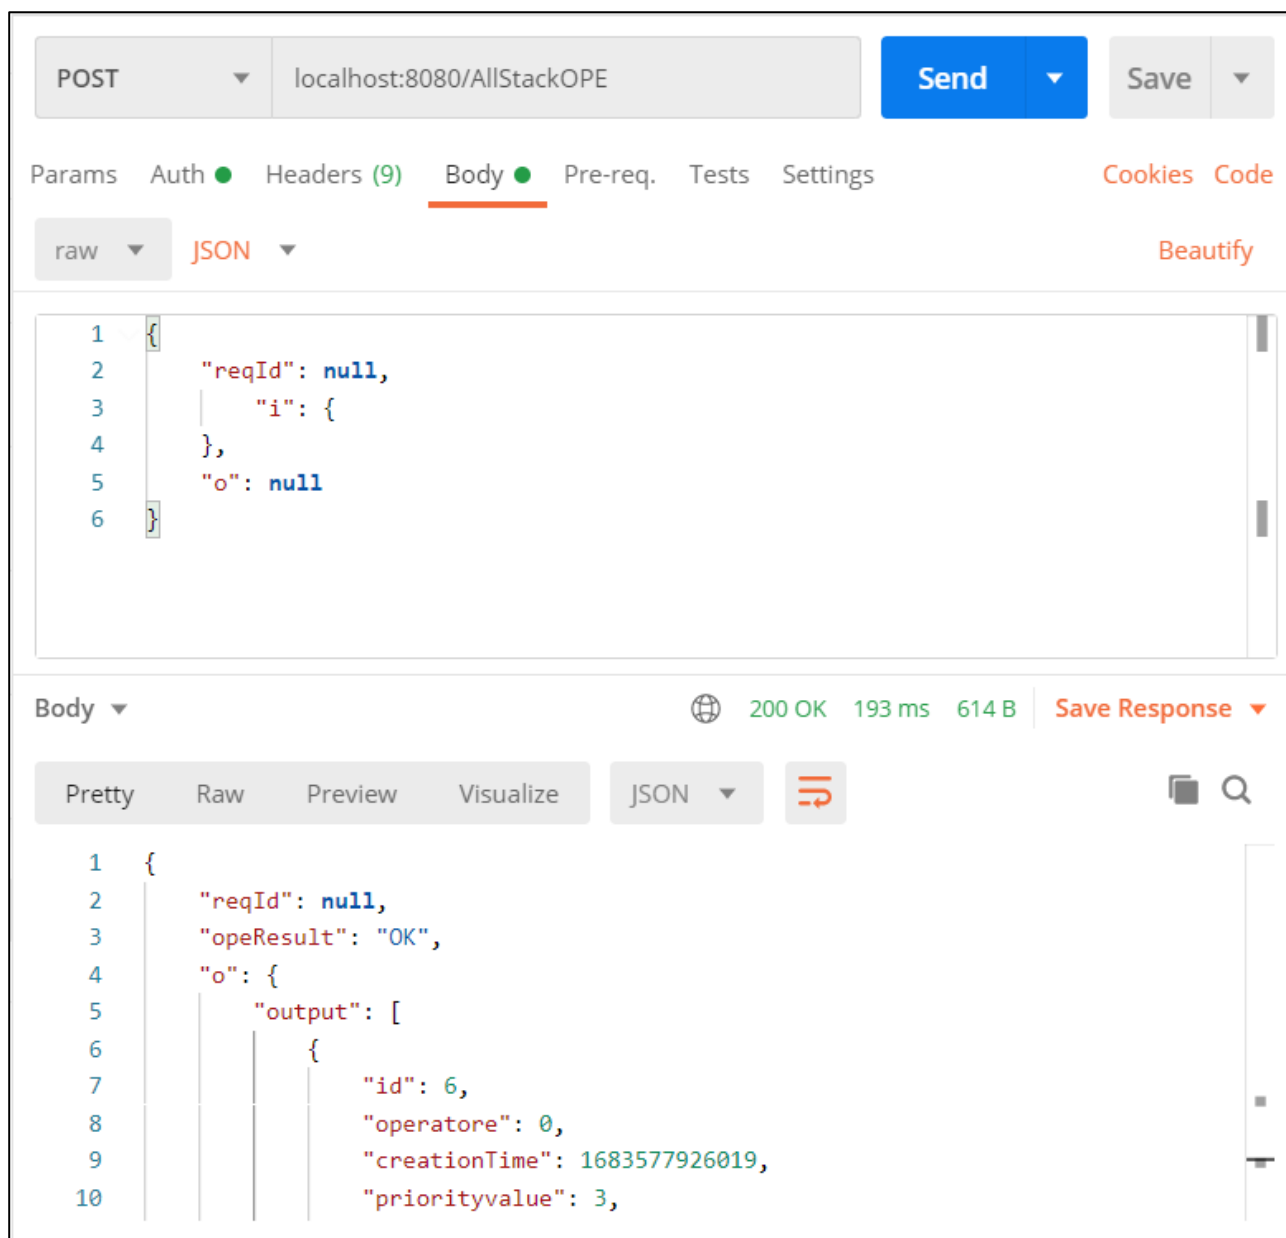 POST localhost:8080/AllStackOPE Send Save
Params Auth Headers (9) Body Pre-req. Tests Settings Cookies Code
raw JSON Beautify
1 {
2 "reqId": null,
3 "i": {
4 },
5 "o": null
6 }
Body 200 OK 193 ms 614 B Save Response
Pretty Raw Preview Visualize JSON
1 {
2 "reqId": null,
3 "opeResult": "OK",
4 "o": {
5 "output": [
6 {
7 "id": 6,
8 "operatore": 0,
9 "creationTime": 1683577926019,
10 "priorityvalue": 3,